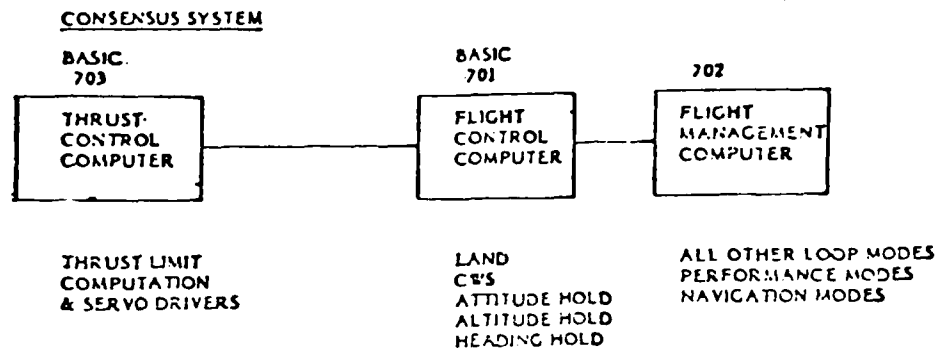 CONSENSUS SYSTEM
BASIC.
703
BASIC
701
702
THRUST-
CONTROL
COMPUTER
FLIGHT
CONTROL
COMPUTER
FLIGHT
MANAGEMENT
COMPUTER
THRUST LIMIT
COMPUTATION
& SERVO DRIVERS
LAND
ATTITUDE HOLD
ALTITUDE HOLD
HEADING HOLD
ALL OTHER LOOP MODES
PERFORMANCE MODES
NAVIGATION MODES